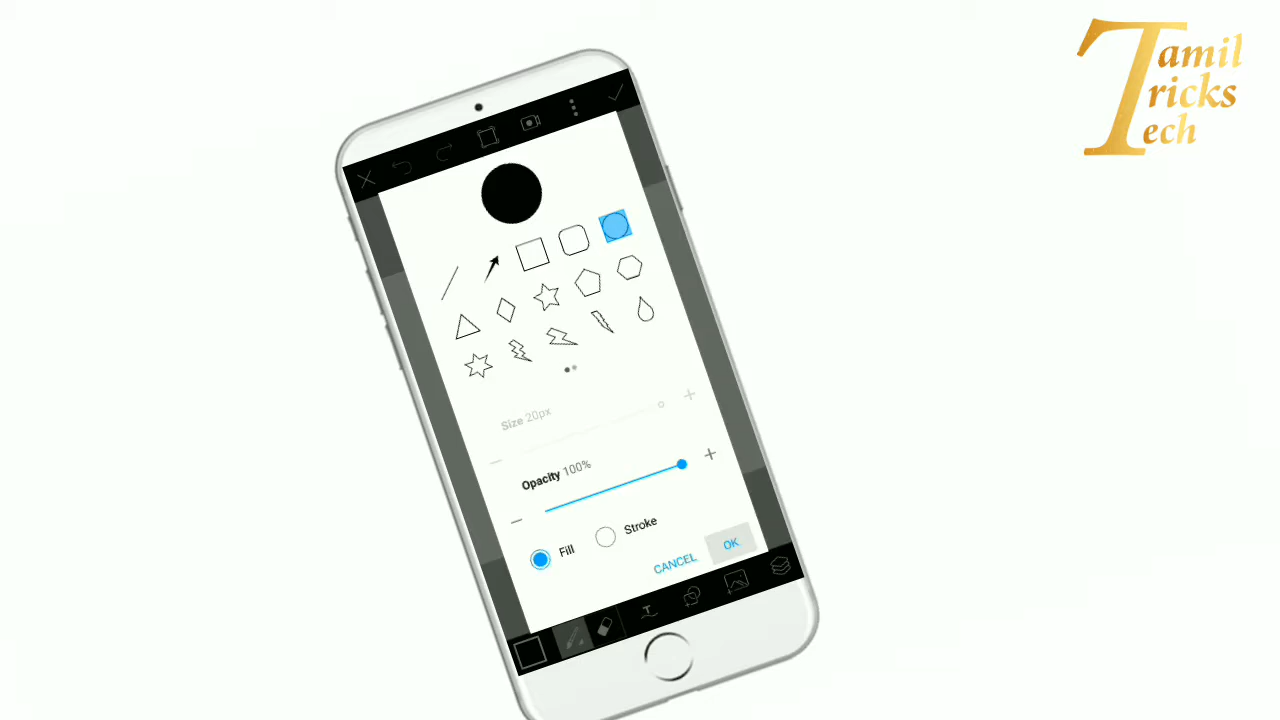 Tamil
Tricks
Tech
Size 20px
Opacity 100%
Fill
Stroke
CANCEL
OK
T